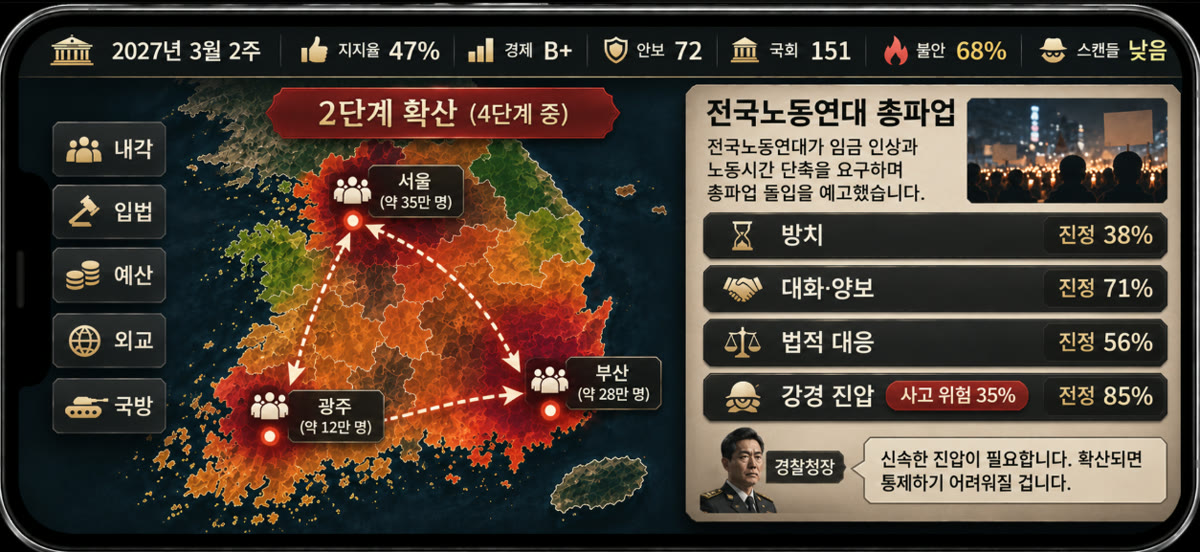 2027년 3월 2주
지지율 47%
경제 B+
안보 72
국회 151
불안 68%
스캔들 낮음
내각
입법
예산
외교
국방
2단계 확산 (4단계 중)
서울
(약 35만 명)
부산
(약 28만 명)
광주
(약 12만 명)
전국노동연대 총파업
전국노동연대가 임금 인상과
노동시간 단축을 요구하며
총파업 돌입을 예고했습니다.
방치 진정 38%
대화·양보 진정 71%
법적 대응 진정 56%
강경 진압 사고 위험 35% 전정 85%
경찰청장
신속한 진압이 필요합니다. 확산되면
통제하기 어려워질 겁니다.